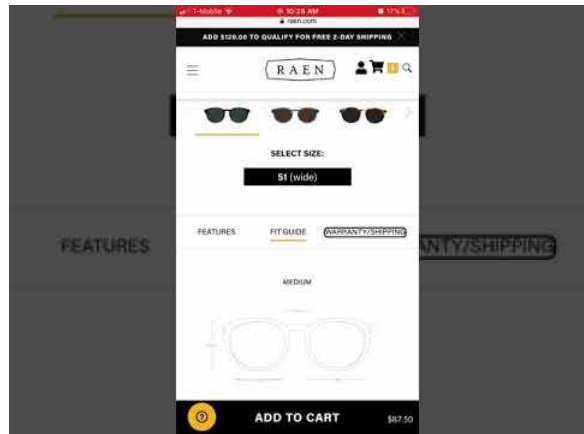 T-Mobile 10:28 AM 17%
raen.com
ADD $120.00 TO QUALIFY FOR FREE 2-DAY SHIPPING
RAEN
SELECT SIZE:
51 (wide)
FEATURES FIT GUIDE WARRANTY/SHIPPING
FEATURES ANTY/SHIPPING
MEDIUM
ADD TO CART $87.50